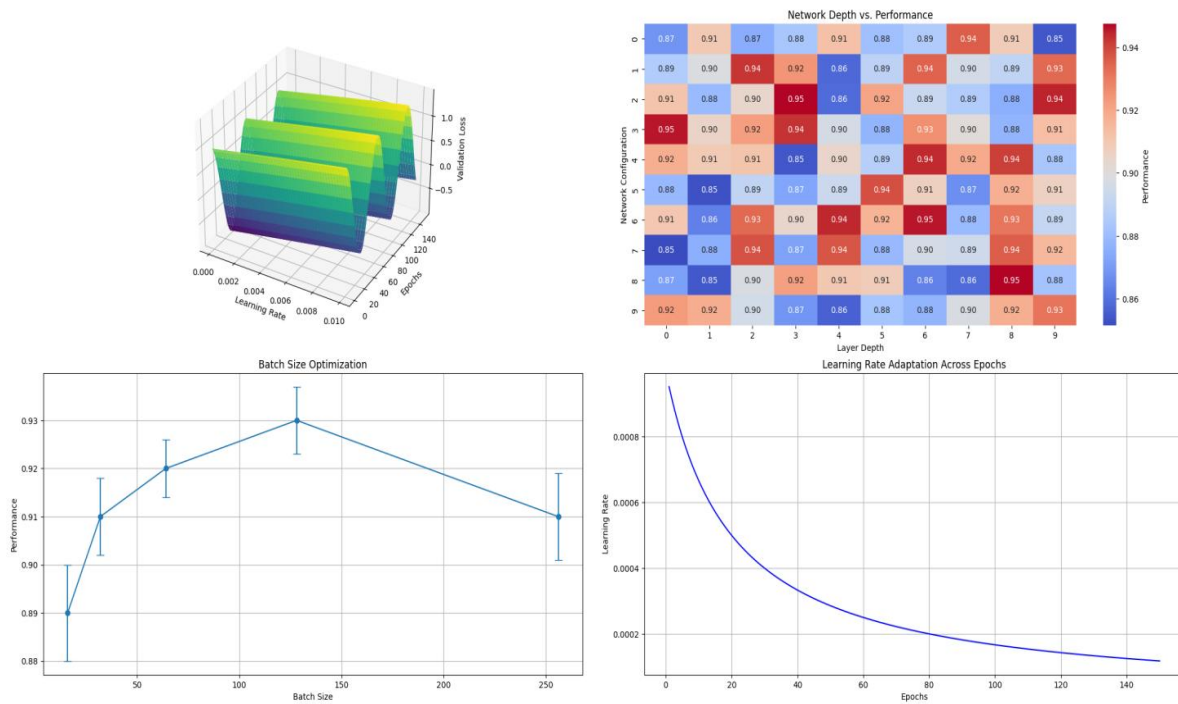 1.0
0.5
0.0
−0.5
Validation Loss
0.000
0.002
0.004
0.006
0.008
0.010
Learning Rate
0
20
40
60
80
100
120
140
Epochs
Network Depth vs. Performance
Network Configuration
0 0.87 0.91 0.87 0.88 0.91 0.88 0.89 0.94 0.91 0.85
1 0.89 0.90 0.94 0.92 0.86 0.89 0.94 0.90 0.89 0.93
2 0.91 0.88 0.90 0.95 0.86 0.92 0.89 0.89 0.88 0.94
3 0.95 0.90 0.92 0.94 0.90 0.88 0.93 0.90 0.88 0.91
4 0.92 0.91 0.91 0.85 0.90 0.89 0.94 0.92 0.94 0.88
5 0.88 0.85 0.89 0.87 0.89 0.94 0.91 0.87 0.92 0.91
6 0.91 0.86 0.93 0.90 0.94 0.92 0.95 0.88 0.93 0.89
7 0.85 0.88 0.94 0.87 0.94 0.88 0.90 0.89 0.94 0.92
8 0.87 0.85 0.90 0.92 0.91 0.91 0.86 0.86 0.95 0.88
9 0.92 0.92 0.90 0.87 0.86 0.88 0.88 0.90 0.92 0.93
0 1 2 3 4 5 6 7 8 9
Layer Depth
0.94
0.92
0.90
0.88
0.86
Performance
Batch Size Optimization
0.93
0.92
0.91
0.90
0.89
0.88
Performance
50 100 150 200 250
Batch Size
Learning Rate Adaptation Across Epochs
0.0008
0.0006
0.0004
0.0002
Learning Rate
0 20 40 60 80 100 120 140
Epochs